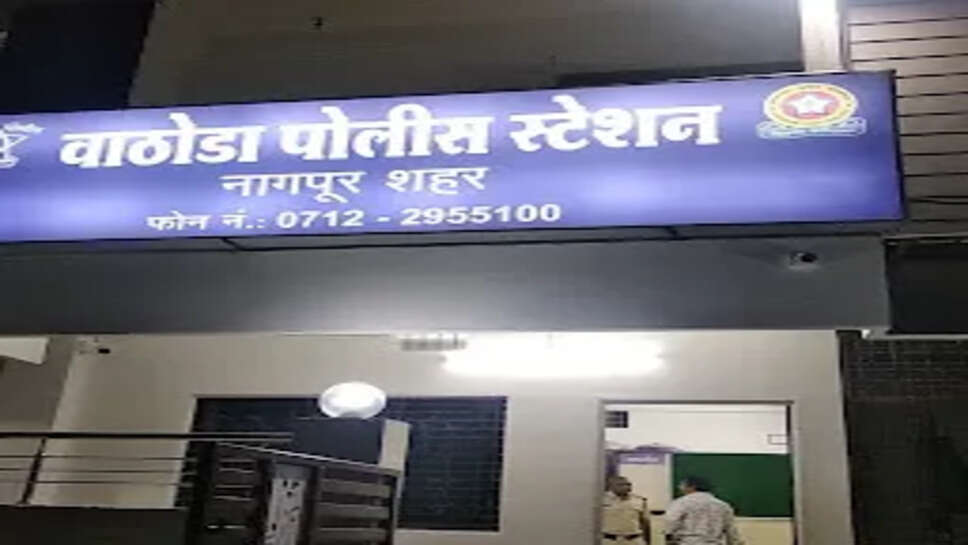 वाठोडा पोलीस स्टेशन
नागपूर शहर
फोन नं.: 0712 - 2955100